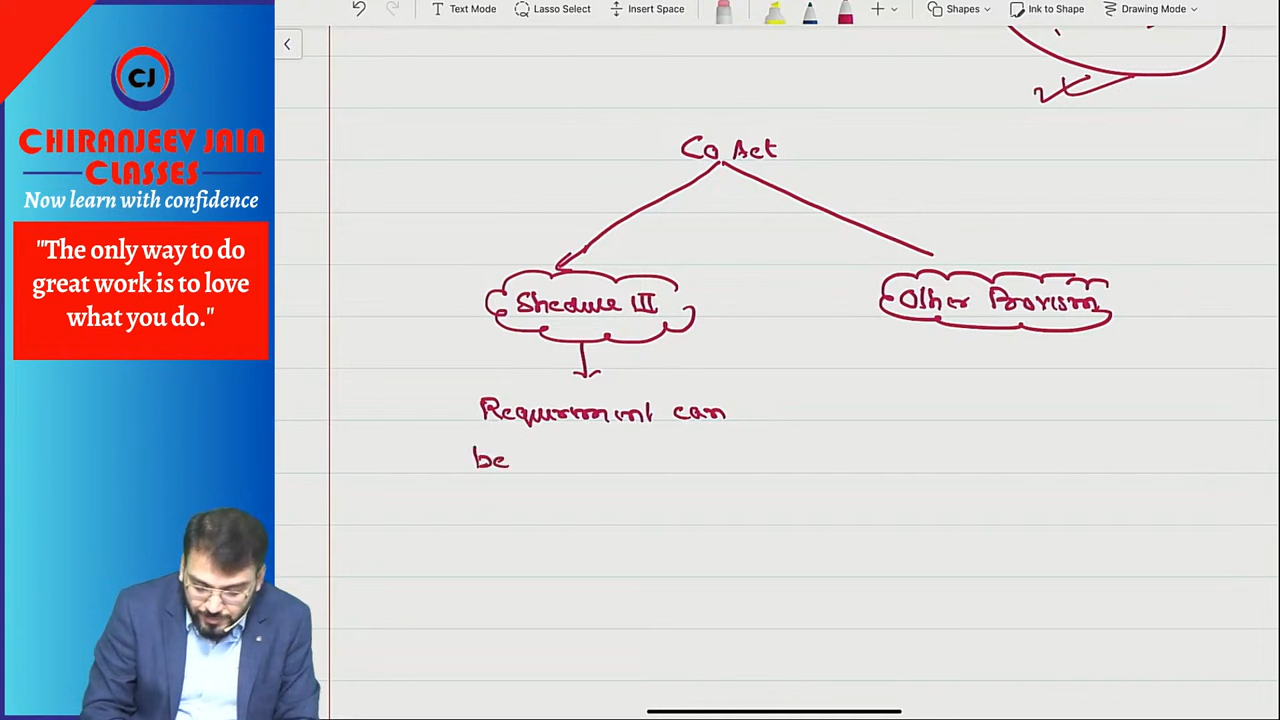 Text Mode
Lasso Select
Insert Space
Shapes
Ink to Shape
Drawing Mode
CJ
CHIRANJEEV JAIN
CLASSES
Now learn with confidence
"The only way to do
great work is to love
what you do."
Co Act
Shedule III
Other Provision
Requirment can
be